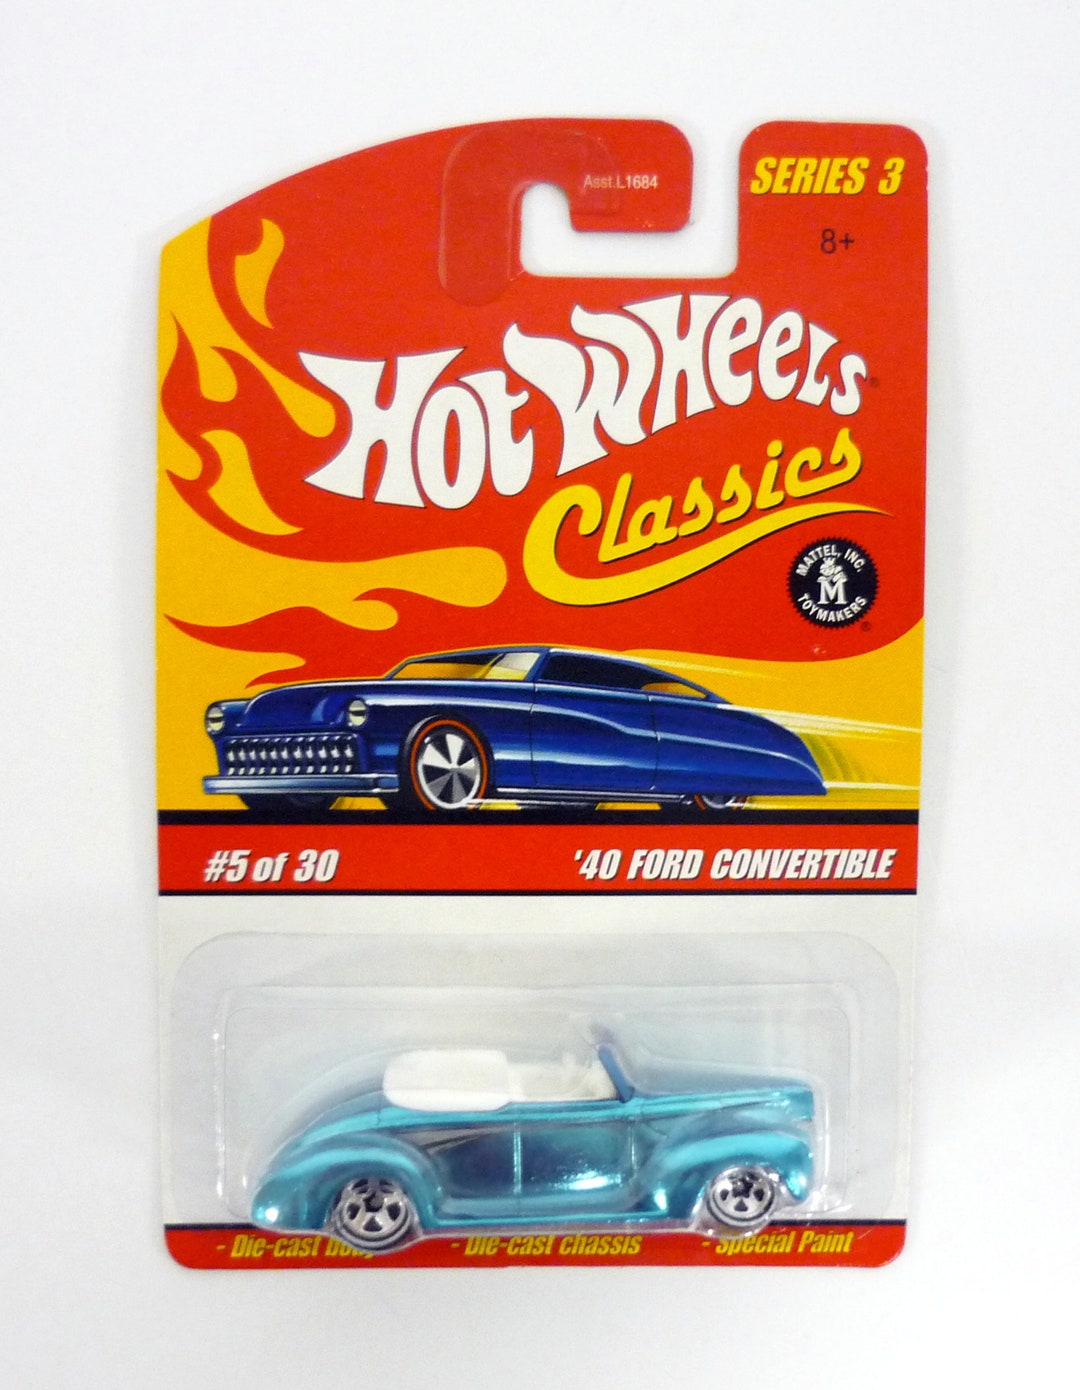 Asst.L1684
SERIES 3
8+
Hot Wheels®
Classics
MATTEL, INC.
M
TOYMAKERS
®
#5 of 30
'40 FORD CONVERTIBLE
- Die-cast body - Die-cast chassis - Special Paint